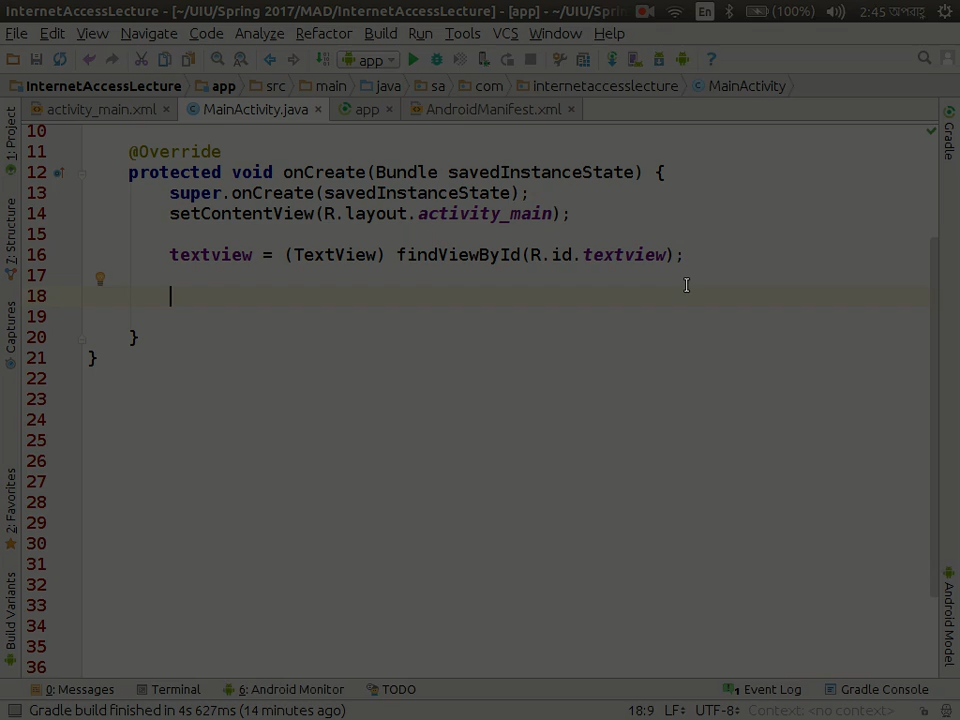 InternetAccessLecture - [~/UIU/Spring 2017/MAD/InternetAccessLecture] - [app] - ~/UIU/Spri
En (100%) 2:45 অপরাহ্ণ
File Edit View Navigate Code Analyze Refactor Build Run Tools VCS Window Help
app
InternetAccessLecture app src main java sa com internetaccesslecture MainActivity
activity_main.xml × MainActivity.java × app × AndroidManifest.xml ×
1: Project
7: Structure
Captures
2: Favorites
Build Variants
10
11 @Override
12 protected void onCreate(Bundle savedInstanceState) {
13 super.onCreate(savedInstanceState);
14 setContentView(R.layout.activity_main);
15
16 textview = (TextView) findViewById(R.id.textview);
17
18
19
20 }
21 }
22
23
24
25
26
27
28
29
30
31
32
33
34
35
36
Gradle
Android Model
0: Messages Terminal 6: Android Monitor TODO 1 Event Log Gradle Console
Gradle build finished in 4s 627ms (14 minutes ago) 18:9 LF÷ UTF-8÷ Context: <no context>